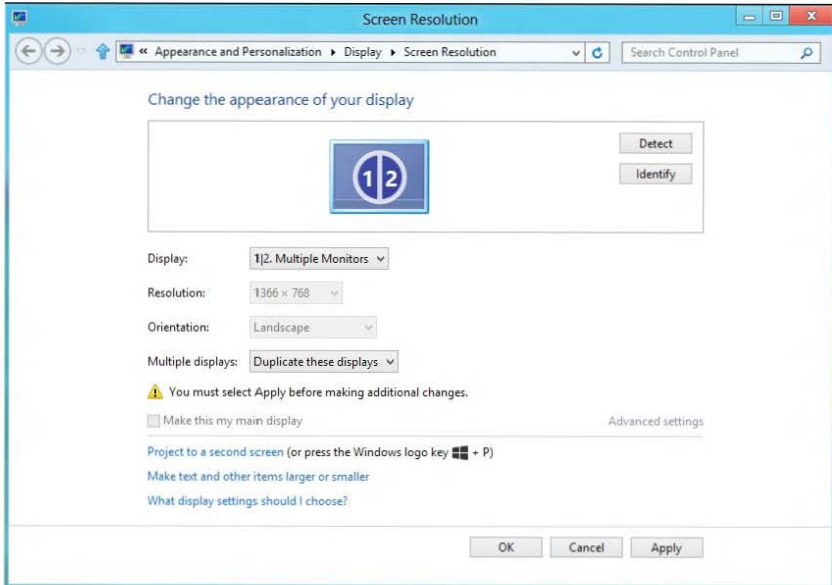 Screen Resolution
« Appearance and Personalization ▸ Display ▸ Screen Resolution
Search Control Panel
Change the appearance of your display
1|2
Detect
Identify
Display: 1|2. Multiple Monitors
Resolution: 1366 × 768
Orientation: Landscape
Multiple displays: Duplicate these displays
You must select Apply before making additional changes.
Make this my main display
Advanced settings
Project to a second screen (or press the Windows logo key + P)
Make text and other items larger or smaller
What display settings should I choose?
OK Cancel Apply